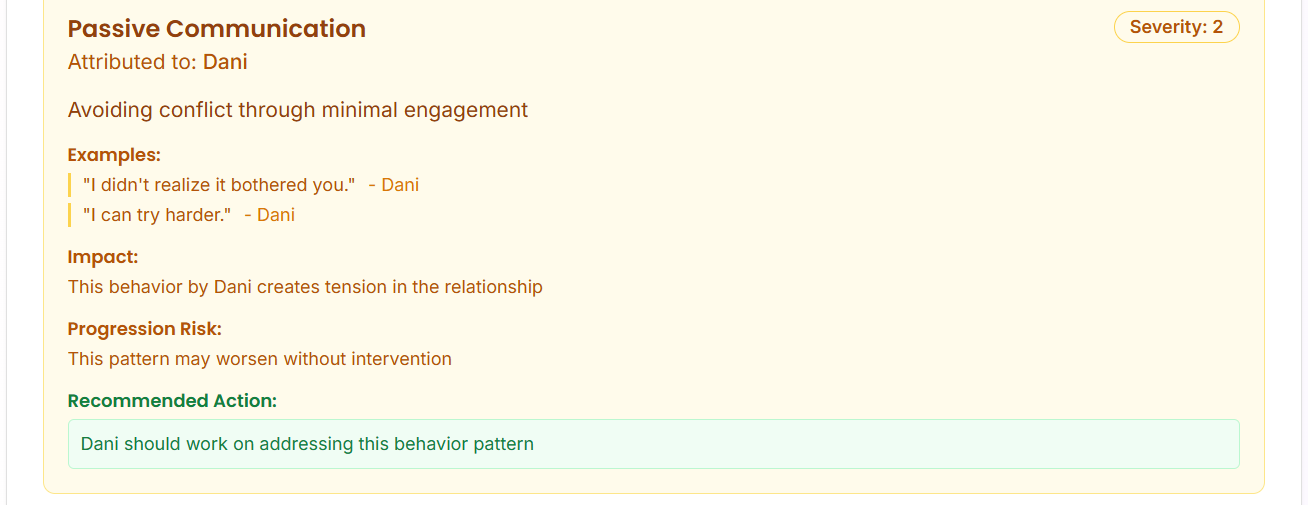 Passive Communication
Severity: 2
Attributed to: Dani
Avoiding conflict through minimal engagement
Examples:
"I didn't realize it bothered you." - Dani
"I can try harder." - Dani
Impact:
This behavior by Dani creates tension in the relationship
Progression Risk:
This pattern may worsen without intervention
Recommended Action:
Dani should work on addressing this behavior pattern